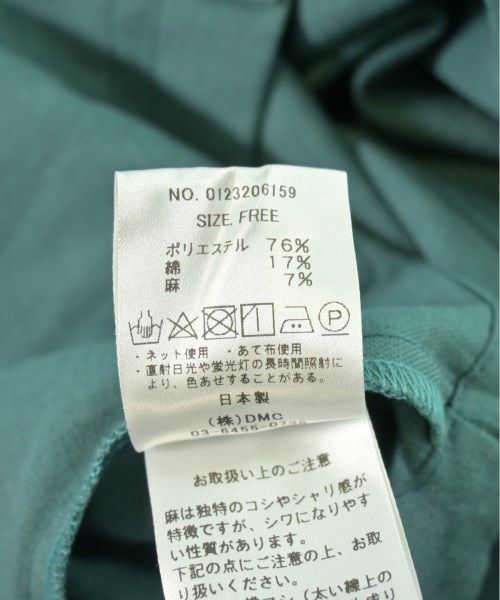 NO. 0123206159
SIZE. FREE
ポリエステル 76%
綿 17%
麻 7%
・ネット使用 ・あて布使用
・直射日光や蛍光灯の長時間照射に
より、色あせすることがある。
日本製
(株)DMC
お取扱い上のご注意
麻は独特のコシやシャリ感が
特徴ですが、シワになりやす
い性質があります。
下記の点にご注意の上、お取
り扱いください。
(太い線上の